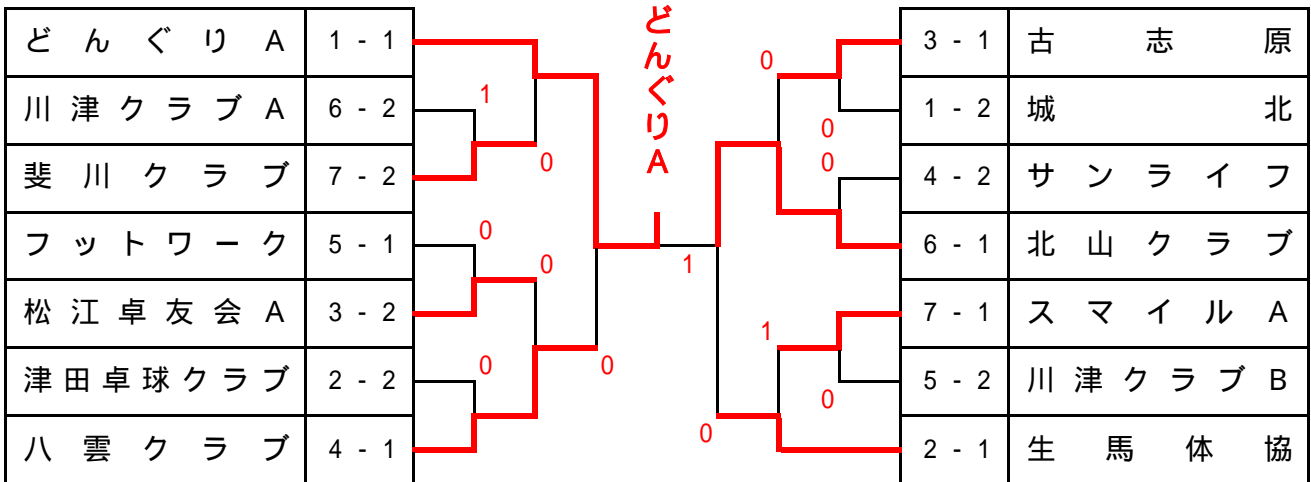 どんぐりA 1 - 1
川津クラブA 6 - 2
斐川クラブ 7 - 2
フットワーク 5 - 1
松江卓友会A 3 - 2
津田卓球クラブ 2 - 2
八雲クラブ 4 - 1
1
0
0
0
0
0
どんぐりA
1
0
0
0
1
0
0
3 - 1 古志原
1 - 2 城北
4 - 2 サンライフ
6 - 1 北山クラブ
7 - 1 スマイルA
5 - 2 川津クラブB
2 - 1 生馬体協